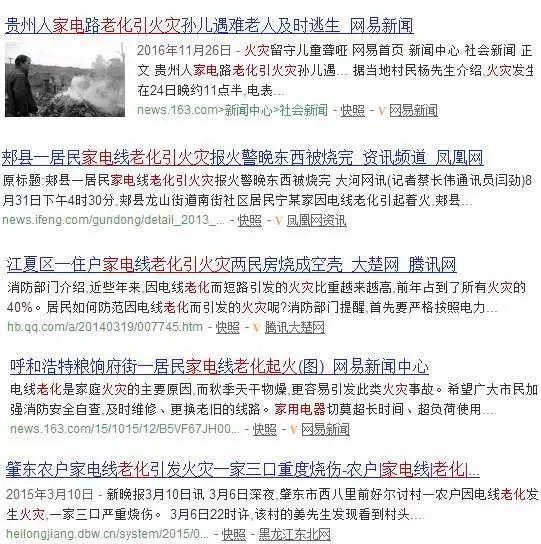 贵州人家电路老化引火灾孙儿遇难老人及时逃生_网易新闻
2016年11月26日 - 火灾留守儿童聋哑 网易首页 新闻中心 社会新闻 正
文 贵州人家电路老化引火灾孙儿遇... 据当地村民杨先生介绍,火灾发生
在24日晚约11点半,电表...
news.163.com>新闻中心>社会新闻 - 快照 - V 网易新闻
郏县一居民家电线老化引火灾报火警晚东西被烧完_资讯频道_凤凰网
原标题:郏县一居民家电线老化引火灾报火警晚东西被烧完 大河网讯(记者蔡长伟通讯员闫劲)8
月31日下午4时30分,郏县龙山街道南街社区居民宁某家因电线老化引起着火,郏县...
news.ifeng.com/gundong/detail_2013_... - 快照 - V 凤凰网资讯
江夏区一住户家电线老化引火灾两民房烧成空壳_大楚网_腾讯网
消防部门介绍,近些年来,因电线老化而短路引发的火灾比重越来越高,前年占到了所有火灾的
40%。居民如何防范因电线老化而引发的火灾呢?消防部门提醒,首先要严格按照电力...
hb.qq.com/a/20140319/007745.htm - 快照 - V 腾讯大楚网
呼和浩特粮饷府街一居民家电线老化起火(图)_网易新闻中心
电线老化是家庭火灾的主要原因,而秋季天干物燥,更容易引发此类火灾事故。希望广大市民加
强消防安全自查,及时维修、更换老旧的线路。家用电器切莫超长时间、超负荷使用...
news.163.com/15/1015/12/B5VF67JH00... - 快照 - V 网易新闻
肇东农户家电线老化引发火灾一家三口重度烧伤-农户|家电线|老化|...
2015年3月10日 - 新晚报3月10日讯 3月6日深夜,肇东市西八里前好尔讨村一农户因电线老化发
生火灾,一家三口严重烧伤。 3月6日22时许,该村的姜先生发现看到村头...
heilongjiang.dbw.cn/system/2015/0... - 快照 - V 黑龙江东北网